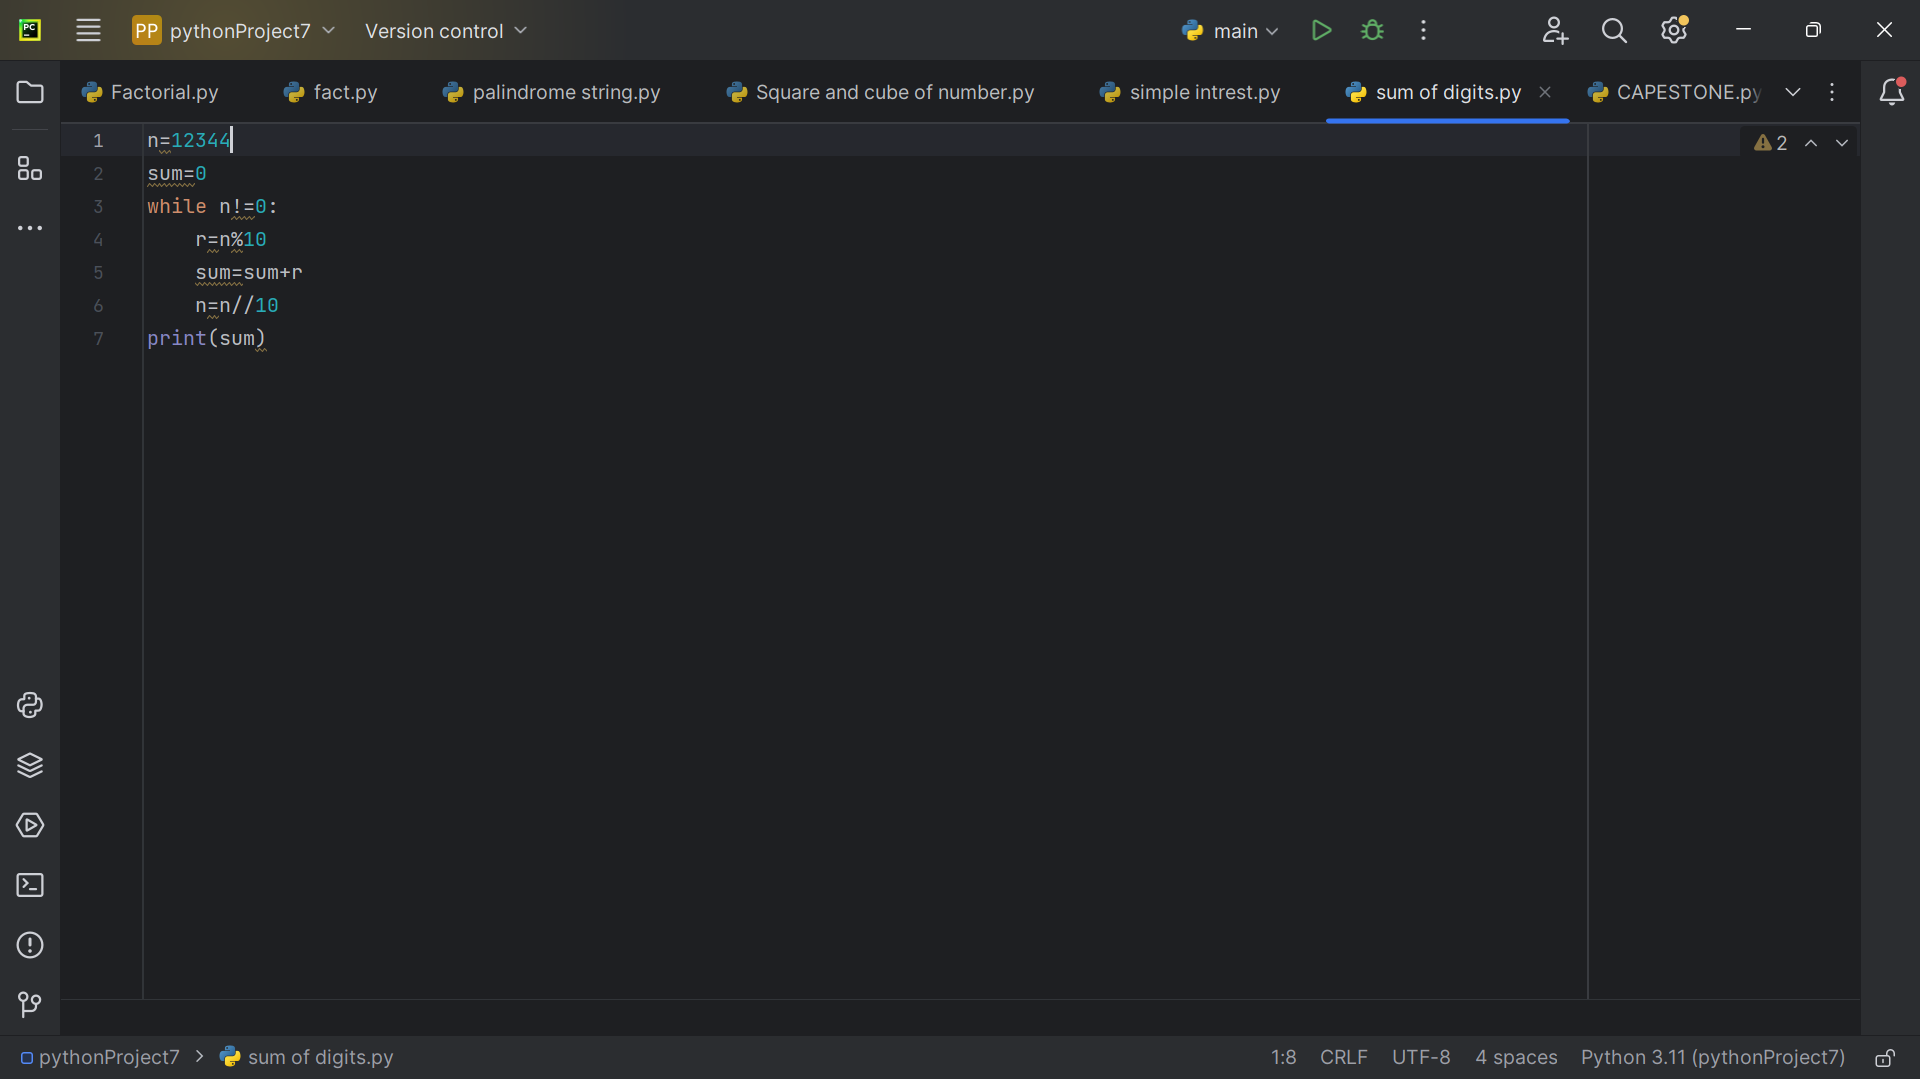 PC
PP pythonProject7
Version control
main
Factorial.py
fact.py
palindrome string.py
Square and cube of number.py
simple intrest.py
sum of digits.py
CAPESTONE.py
1 n=12344
2 sum=0
3 while n!=0:
4     r=n%10
5     sum=sum+r
6     n=n//10
7 print(sum)
2
pythonProject7 > sum of digits.py
1:8 CRLF UTF-8 4 spaces Python 3.11 (pythonProject7)